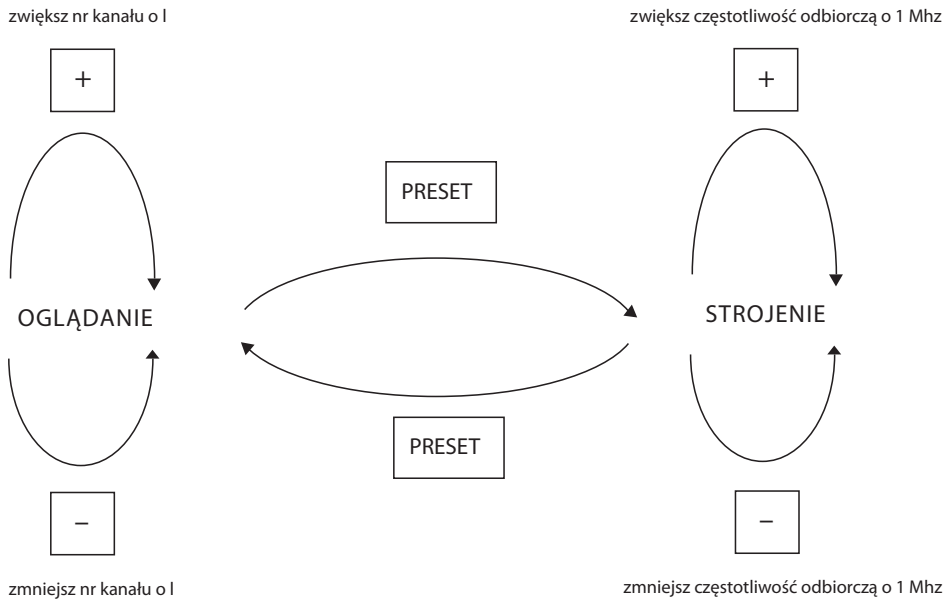 zwiększ nr kanału o l
zwiększ częstotliwość odbiorczą o 1 Mhz
+
+
PRESET
OGLĄDANIE
STROJENIE
PRESET
–
–
zmniejsz nr kanału o l
zmniejsz częstotliwość odbiorczą o 1 Mhz